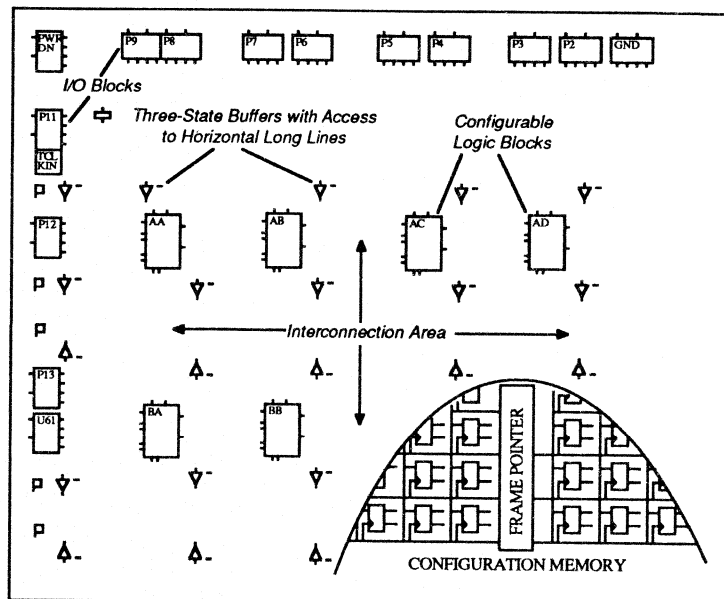 PWR
DN
P9
P8
P7
P6
P5
P4
P3
P2
GND
I/O Blocks
P11
TCL
KIN
Three-State Buffers with Access
to Horizontal Long Lines
Configurable
Logic Blocks
P12
AA
AB
AC
AD
Interconnection Area
P13
U61
BA
BB
FRAME POINTER
CONFIGURATION MEMORY